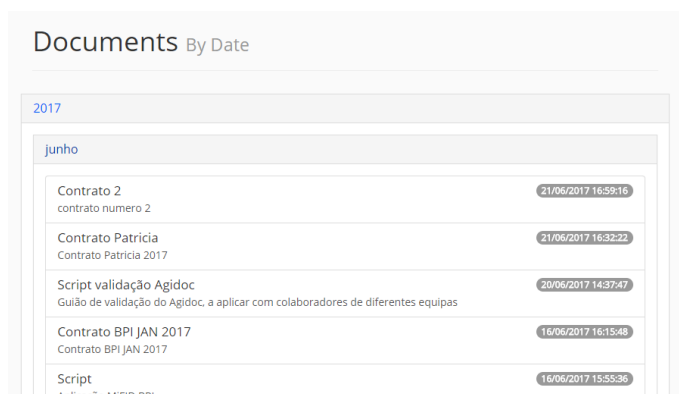 Documents By Date
2017
junho
Contrato 2 21/06/2017 16:59:16
contrato numero 2
Contrato Patricia 21/06/2017 16:32:22
Contrato Patricia 2017
Script validação Agidoc 20/06/2017 14:37:47
Guião de validação do Agidoc, a aplicar com colaboradores de diferentes equipas
Contrato BPI JAN 2017 16/06/2017 16:15:48
Contrato BPI JAN 2017
Script 16/06/2017 15:55:36